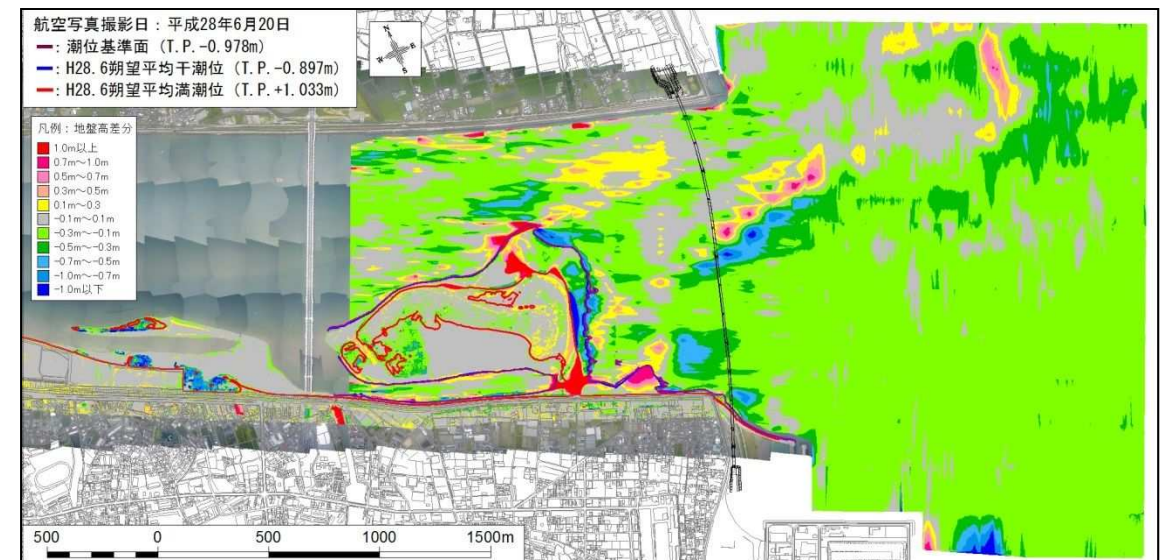 航空写真撮影日：平成28年6月20日
━：潮位基準面 (T.P.-0.978m)
━：H28.6朔望平均干潮位 (T.P.-0.897m)
━：H28.6朔望平均満潮位 (T.P.+1.033m)
N
W
E
S
凡例：地盤高差分
1.0m以上
0.7m～1.0m
0.5m～0.7m
0.3m～0.5m
0.1m～0.3
-0.1m～0.1m
-0.3m～-0.1m
-0.5m～-0.3m
-0.7m～-0.5m
-1.0m～-0.7m
-1.0m以下
500 0 500 1000 1500m